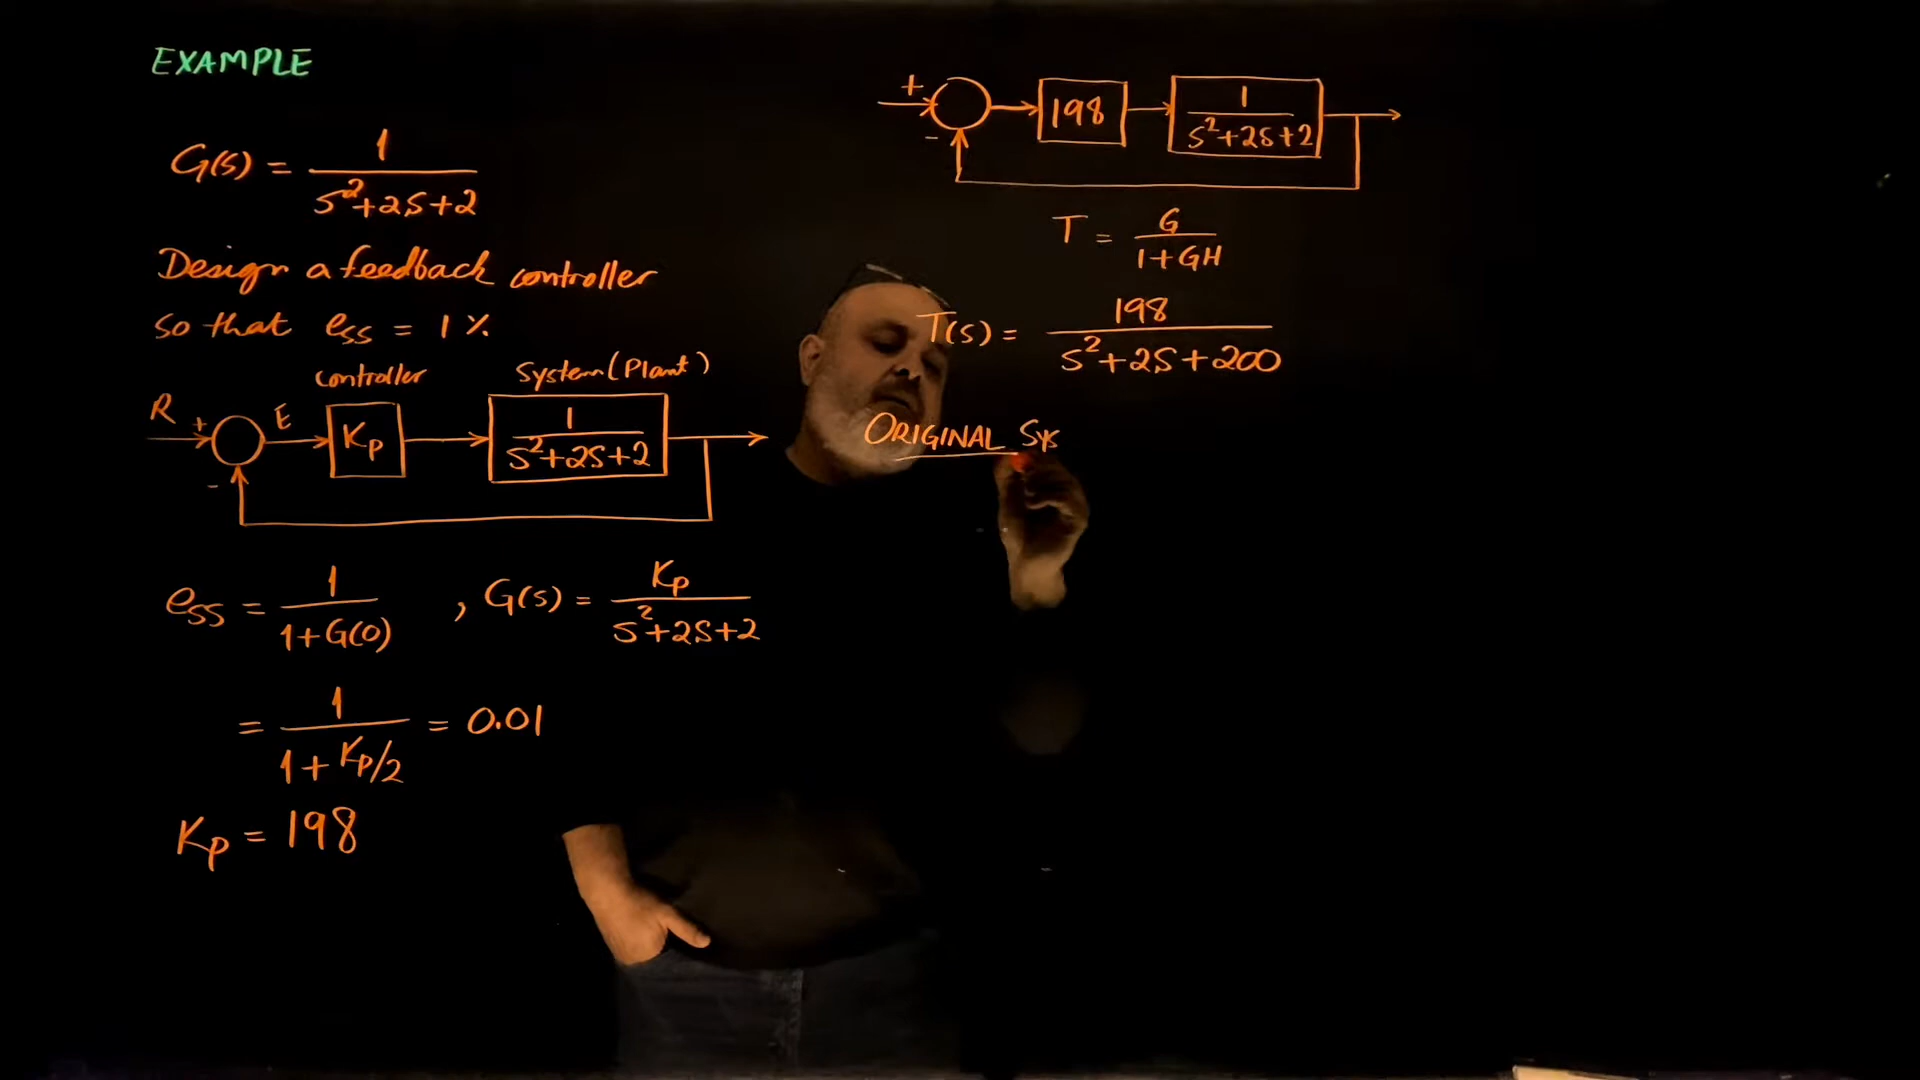 EXAMPLE
G(s) = 1 / (s²+2s+2)
Design a feedback controller
so that ess = 1 %
controller
System (Plant)
R + E Kp 1 / (s²+2s+2)
-
ess = 1 / (1+G(0)) , G(s) = Kp / (s²+2s+2)
= 1 / (1+Kp/2) = 0.01
Kp = 198
+ 198 1 / (s²+2s+2)
-
T = G / (1+GH)
T(s) = 198 / (s²+2s+200)
ORIGINAL Sys